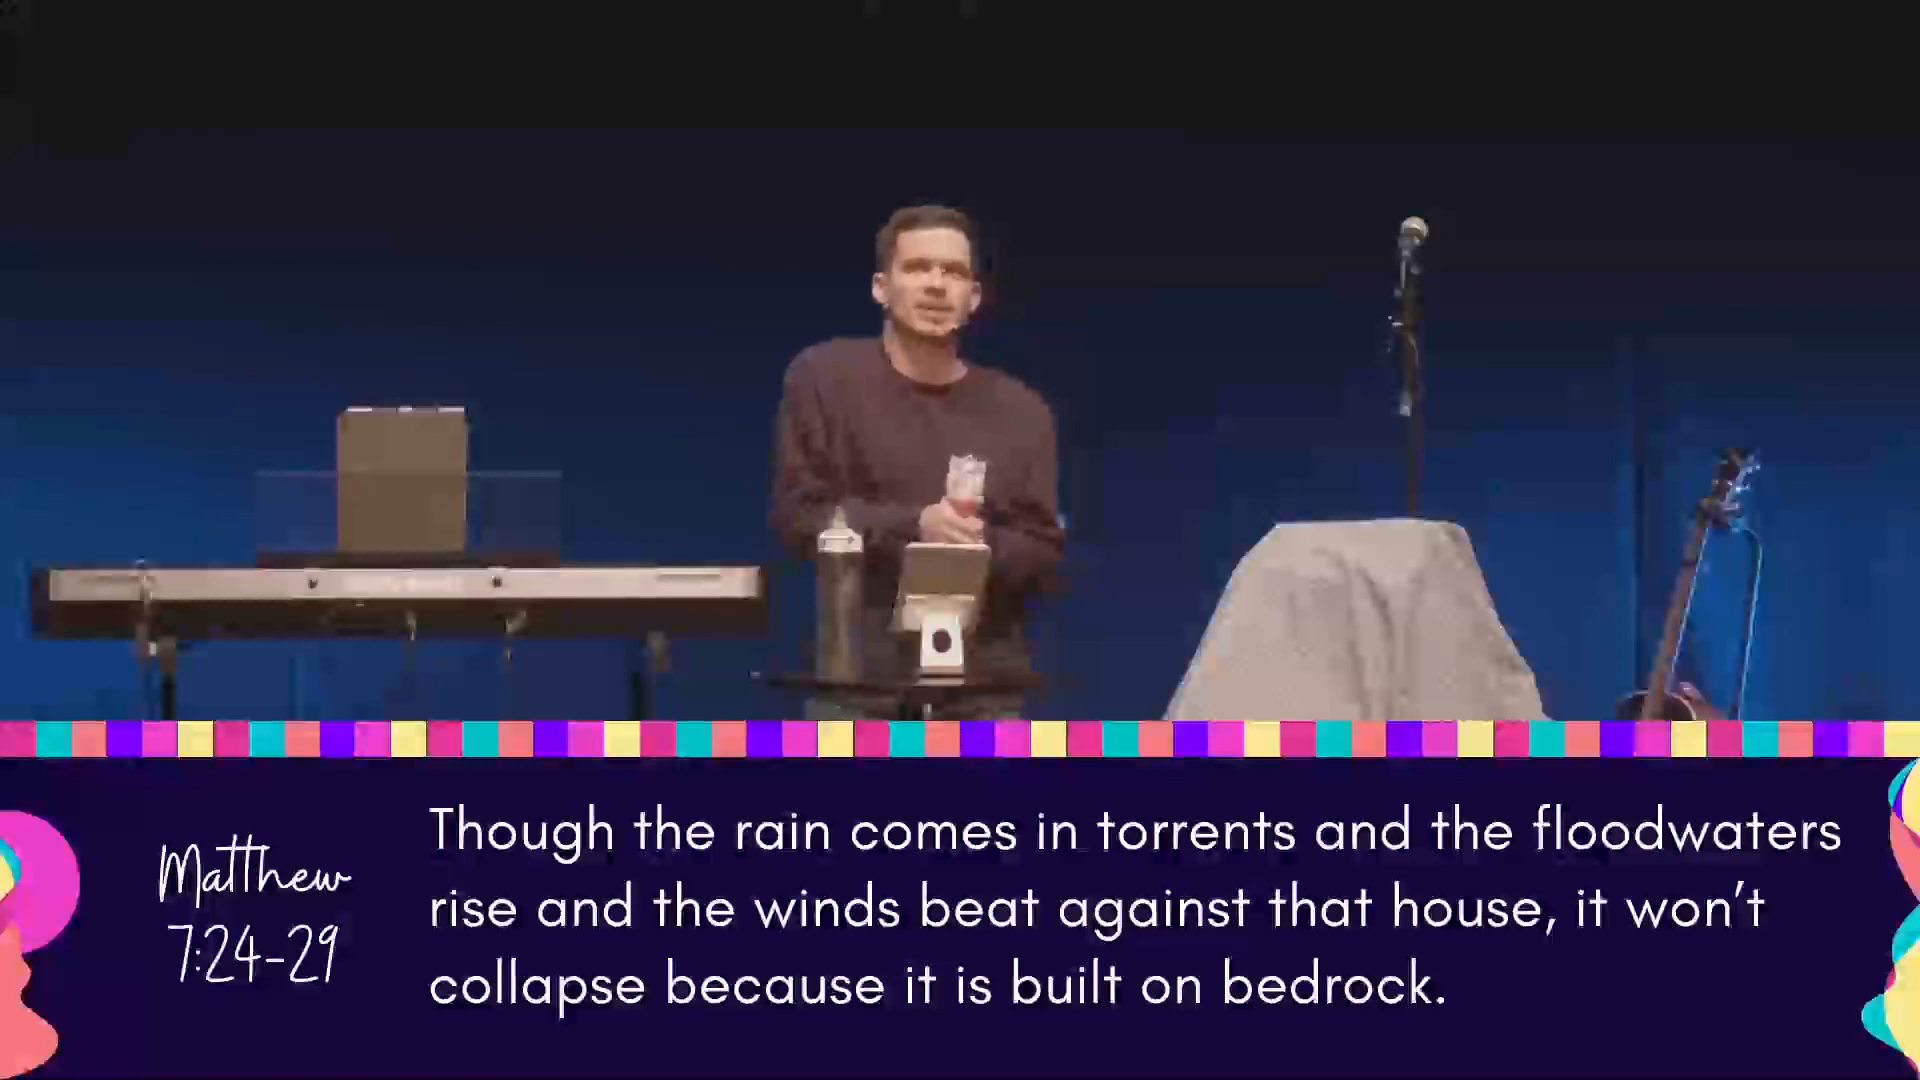 Matthew
7:24-29
Though the rain comes in torrents and the floodwaters
rise and the winds beat against that house, it won't
collapse because it is built on bedrock.